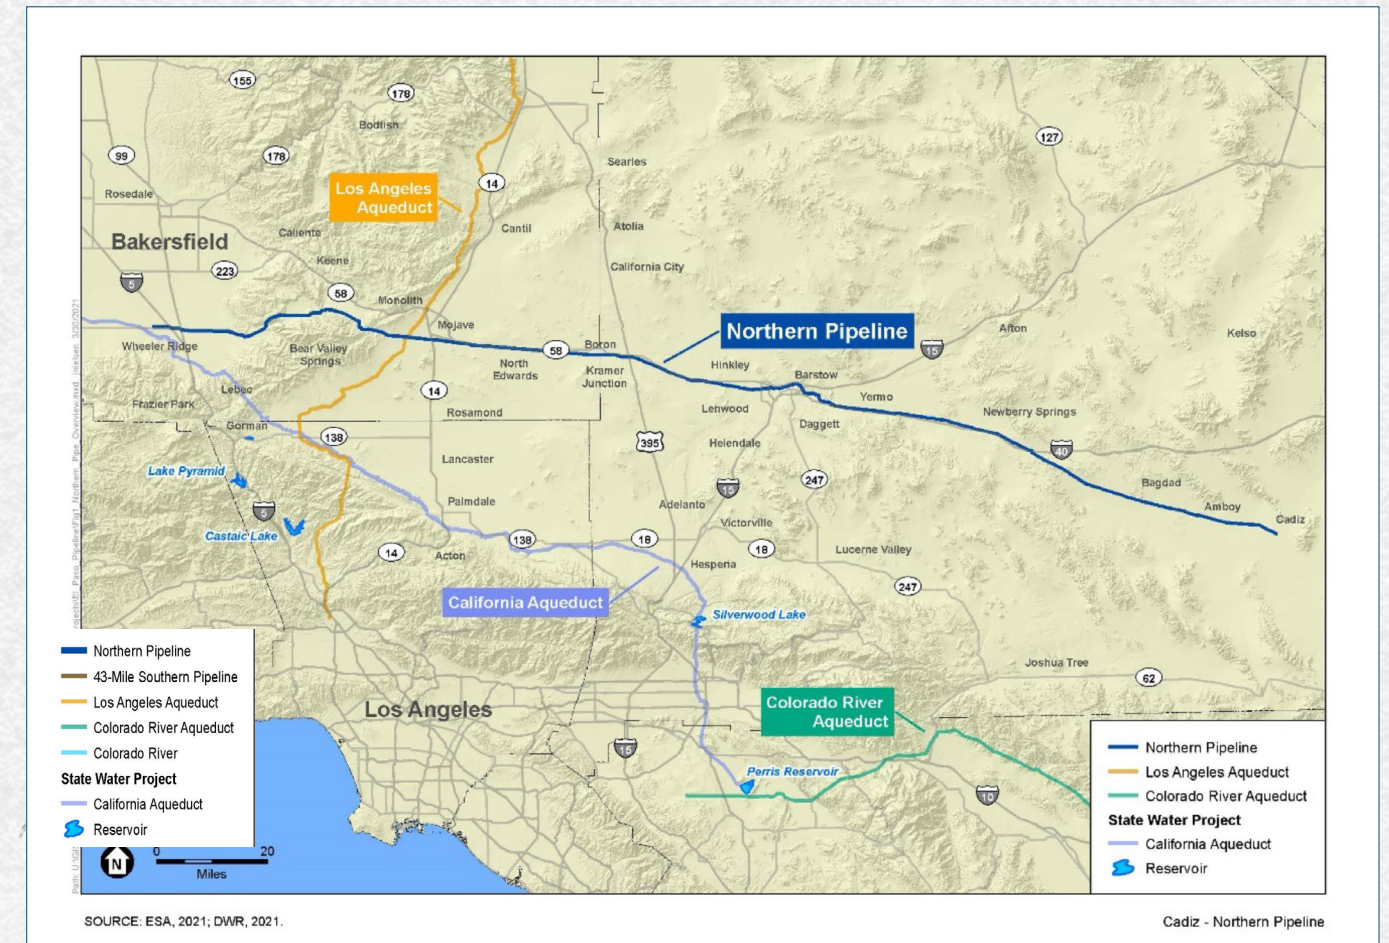 155
178
Bodfish
127
99
178
Searles
Rosedale
14
Los Angeles
Aqueduct
Cantil
Atolia
Caliente
Bakersfield
Keene
223
California City
5
58
Monolith
Mojave
Northern Pipeline
Afton
Kelso
Wheeler Ridge
Bear Valley
Springs
58
Boron
15
North
Edwards
Kramer
Junction
Hinkley
Barstow
Lebec
14
Yermo
Frazier Park
Rosamond
Lenwood
Newberry Springs
Gorman
138
Daggett
395
Helendale
40
Lancaster
Lake Pyramid
247
Bagdad
15
Palmdale
Adelanto
Amboy
5
Victorville
Cadiz
Castaic Lake
138
18
14
Acton
18
Lucerne Valley
Hesperia
247
California Aqueduct
Silverwood Lake
Joshua Tree
62
Los Angeles
Colorado River
Aqueduct
15
Perris Reservoir
10
Northern Pipeline
43-Mile Southern Pipeline
Los Angeles Aqueduct
Colorado River Aqueduct
Colorado River
State Water Project
California Aqueduct
Reservoir
N
0 20
Miles
Northern Pipeline
Los Angeles Aqueduct
Colorado River Aqueduct
State Water Project
California Aqueduct
Reservoir
SOURCE: ESA, 2021; DWR, 2021.
Cadiz - Northern Pipeline